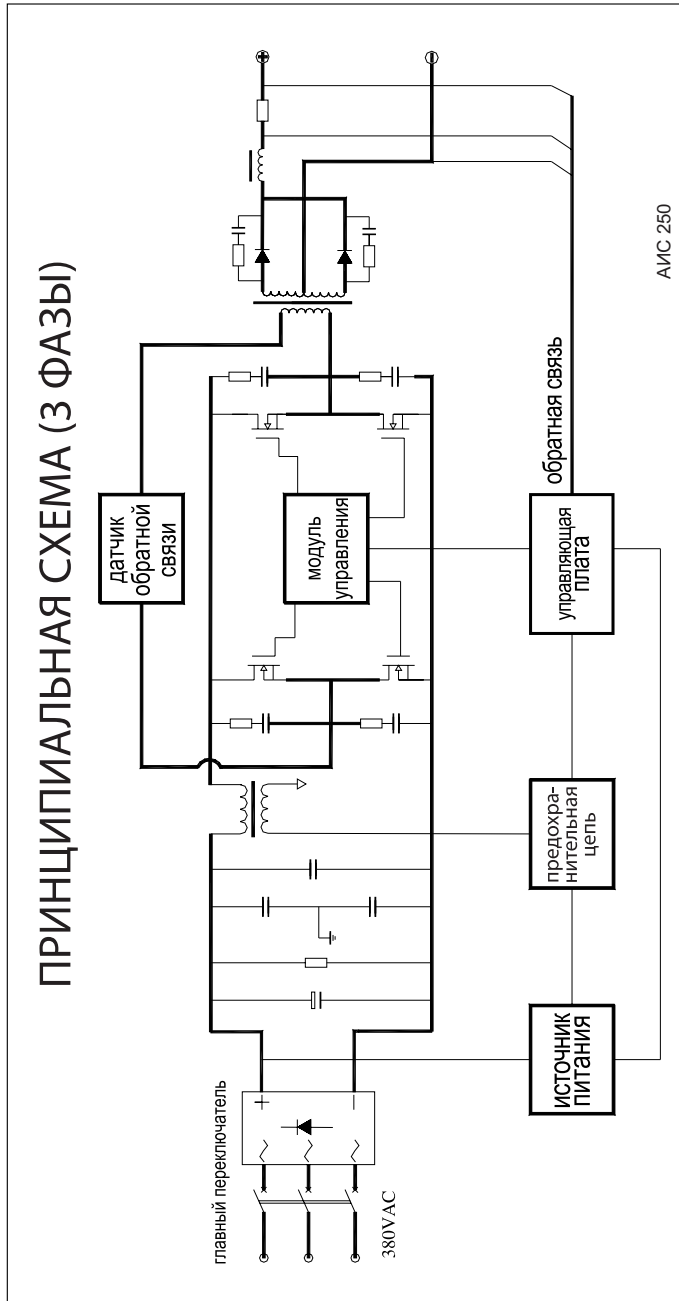 ПРИНЦИПИАЛЬНАЯ СХЕМА (3 ФАЗЫ)
главный переключатель
380VAC
датчик
обратной
связи
модуль
управления
источник
питания
предохра-
нительная
цепь
управляющая
плата
обратная связь
АИС 250